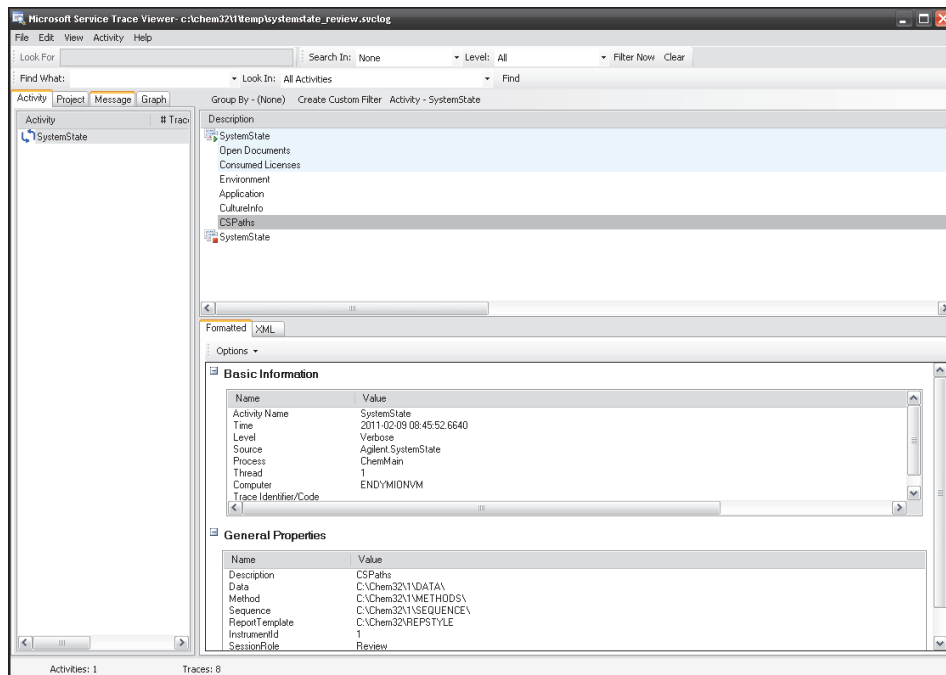 Microsoft Service Trace Viewer- c:\chem32\1\temp\systemstate_review.svclog
File Edit View Activity Help
Look For Search In: None Level: All Filter Now Clear
Find What: Look In: All Activities Find
Activity Project Message Graph Group By - (None) Create Custom Filter Activity - SystemState
Activity # Trac
SystemState
Description
SystemState
Open Documents
Consumed Licenses
Environment
Application
CultureInfo
CSPaths
SystemState
Formatted XML
Options
Basic Information
Name Value
Activity Name SystemState
Time 2011-02-09 08:45:52.6640
Level Verbose
Source Agilent.SystemState
Process ChemMain
Thread 1
Computer ENDYMIONVM
Trace Identifier/Code
General Properties
Name Value
Description CSPaths
Data C:\Chem32\1\DATA\
Method C:\Chem32\1\METHODS\
Sequence C:\Chem32\1\SEQUENCE\
ReportTemplate C:\Chem32\REPSTYLE
InstrumentId 1
SessionRole Review
Activities: 1 Traces: 8